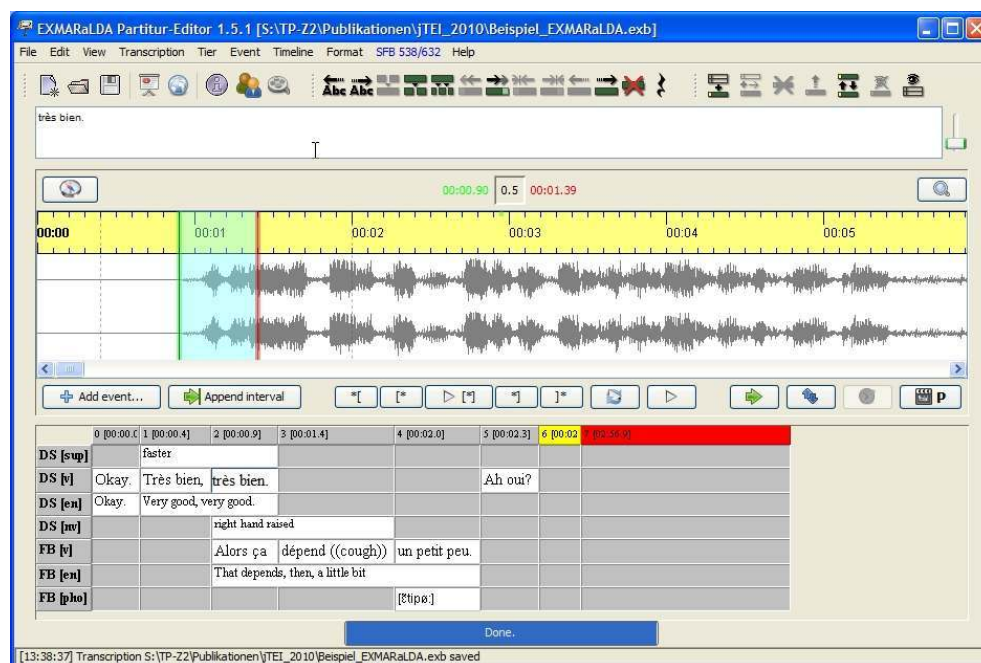 EXMARaLDA Partitur-Editor 1.5.1 [S:\TP-Z2\Publikationen\jTEI_2010\Beispiel_EXMARaLDA.exb]
File Edit View Transcription Tier Event Timeline Format SFB 538/632 Help
Abc Abc
très bien.
00:00.90 0.5 00:01.39
00:00 00:01 00:02 00:03 00:04 00:05
Add event... Append interval *[ [* [*] *] ]* P
0 [00:00.0 1 [00:00.4] 2 [00:00.9] 3 [00:01.4] 4 [00:02.0] 5 [00:02.3] 6 [00:02
DS [sup] faster
DS [v] Okay. Très bien, très bien. Ah oui?
DS [en] Okay. Very good, very good.
DS [nv] right hand raised
FB [v] Alors ça dépend ((cough)) un petit peu.
FB [en] That depends, then, a little bit
FB [pho]
Done.
[13:38:37] Transcription S:\TP-Z2\Publikationen\jTEI_2010\Beispiel_EXMARaLDA.exb saved